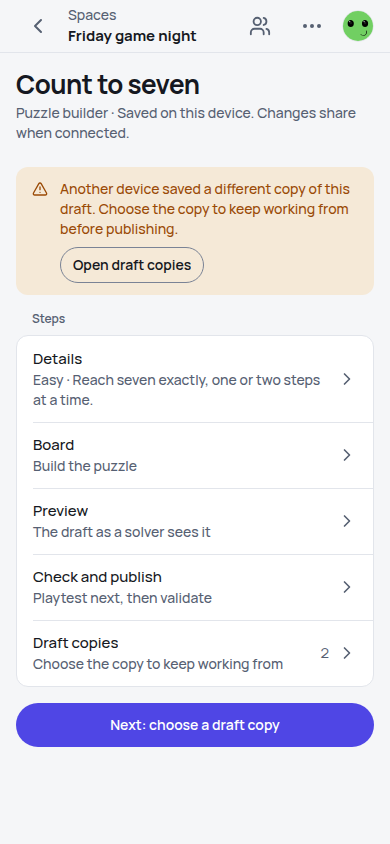 Spaces
Friday game night
Count to seven
Puzzle builder · Saved on this device. Changes share
when connected.
Another device saved a different copy of this
draft. Choose the copy to keep working from
before publishing.
Open draft copies
Steps
Details
Easy · Reach seven exactly, one or two steps
at a time.
Board
Build the puzzle
Preview
The draft as a solver sees it
Check and publish
Playtest next, then validate
Draft copies
Choose the copy to keep working from
2
Next: choose a draft copy